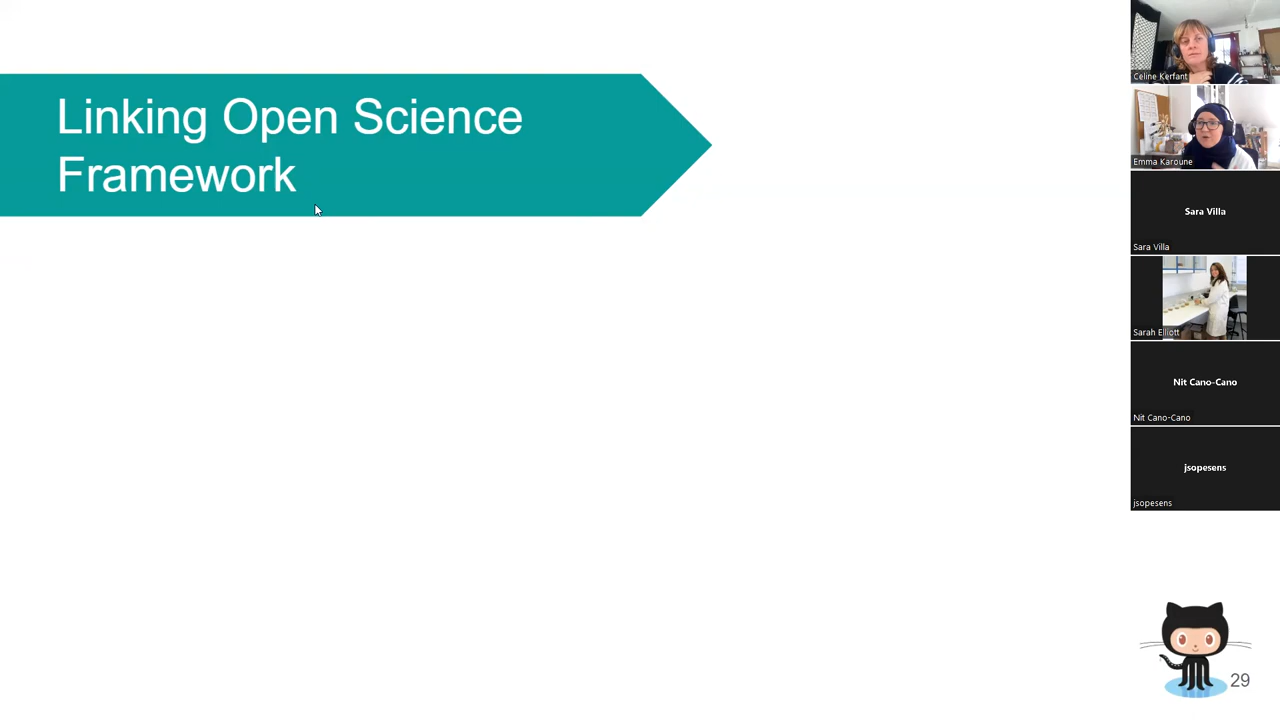 Linking Open Science
Framework
Celine Kerfant
Emma Karoune
Sara Villa
Sara Villa
Sarah Elliott
Nit Cano-Cano
Nit Cano-Cano
jsopesens
jsopesens
29